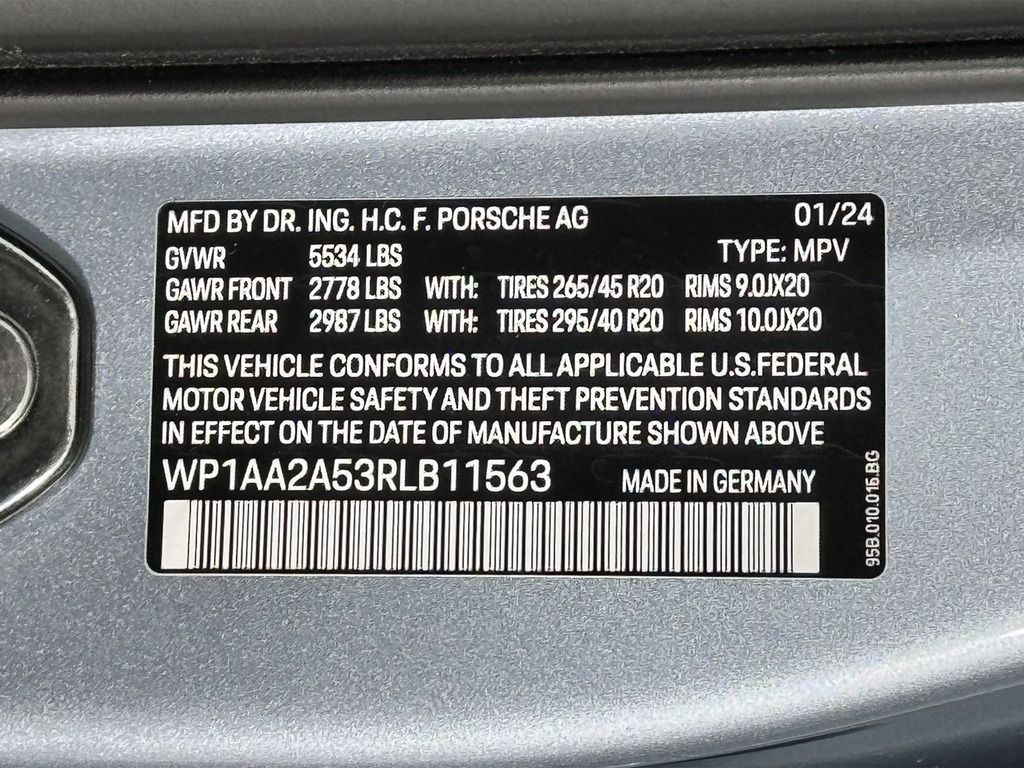 MFD BY DR. ING. H.C. F. PORSCHE AG 01/24
GVWR 5534 LBS TYPE: MPV
GAWR FRONT 2778 LBS WITH: TIRES 265/45 R20 RIMS 9.0JX20
GAWR REAR 2987 LBS WITH: TIRES 295/40 R20 RIMS 10.0JX20
THIS VEHICLE CONFORMS TO ALL APPLICABLE U.S.FEDERAL
MOTOR VEHICLE SAFETY AND THEFT PREVENTION STANDARDS
IN EFFECT ON THE DATE OF MANUFACTURE SHOWN ABOVE
WP1AA2A53RLB11563 MADE IN GERMANY
95B.010.015.BG